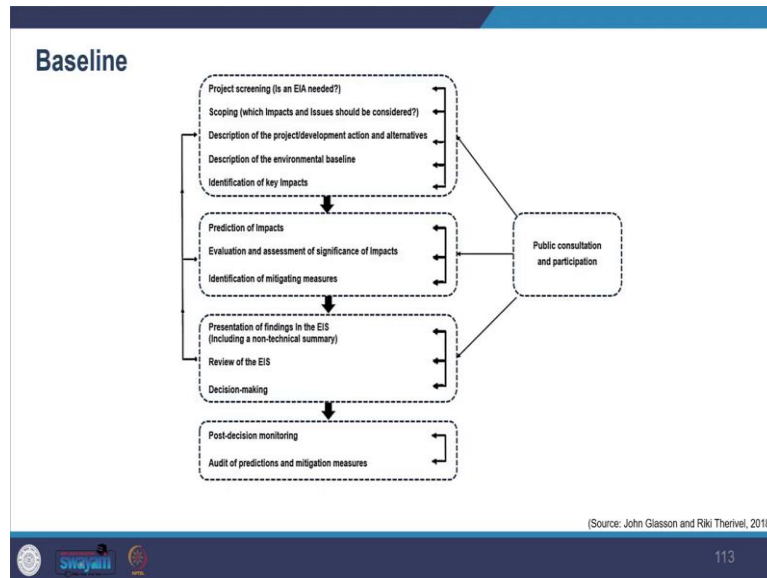 Baseline
Project screening (Is an EIA needed?)
Scoping (which Impacts and Issues should be considered?)
Description of the project/development action and alternatives
Description of the environmental baseline
Identification of key Impacts
Prediction of Impacts
Evaluation and assessment of significance of Impacts
Identification of mitigating measures
Public consultation
and participation
Presentation of findings In the EIS
(Including a non-technical summary)
Review of the EIS
Decision-making
Post-decision monitoring
Audit of predictions and mitigation measures
(Source: John Glasson and Riki Therivel, 2018
swayam
113